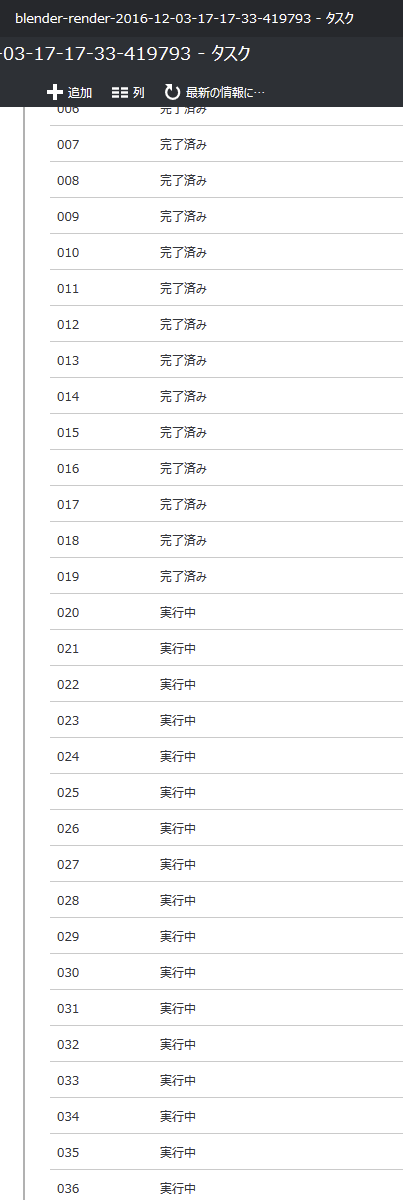 blender-render-2016-12-03-17-17-33-419793 - タスク
-03-17-17-33-419793 - タスク
追加 列 最新の情報に…
006 完了済み
007 完了済み
008 完了済み
009 完了済み
010 完了済み
011 完了済み
012 完了済み
013 完了済み
014 完了済み
015 完了済み
016 完了済み
017 完了済み
018 完了済み
019 完了済み
020 実行中
021 実行中
022 実行中
023 実行中
024 実行中
025 実行中
026 実行中
027 実行中
028 実行中
029 実行中
030 実行中
031 実行中
032 実行中
033 実行中
034 実行中
035 実行中
036 実行中